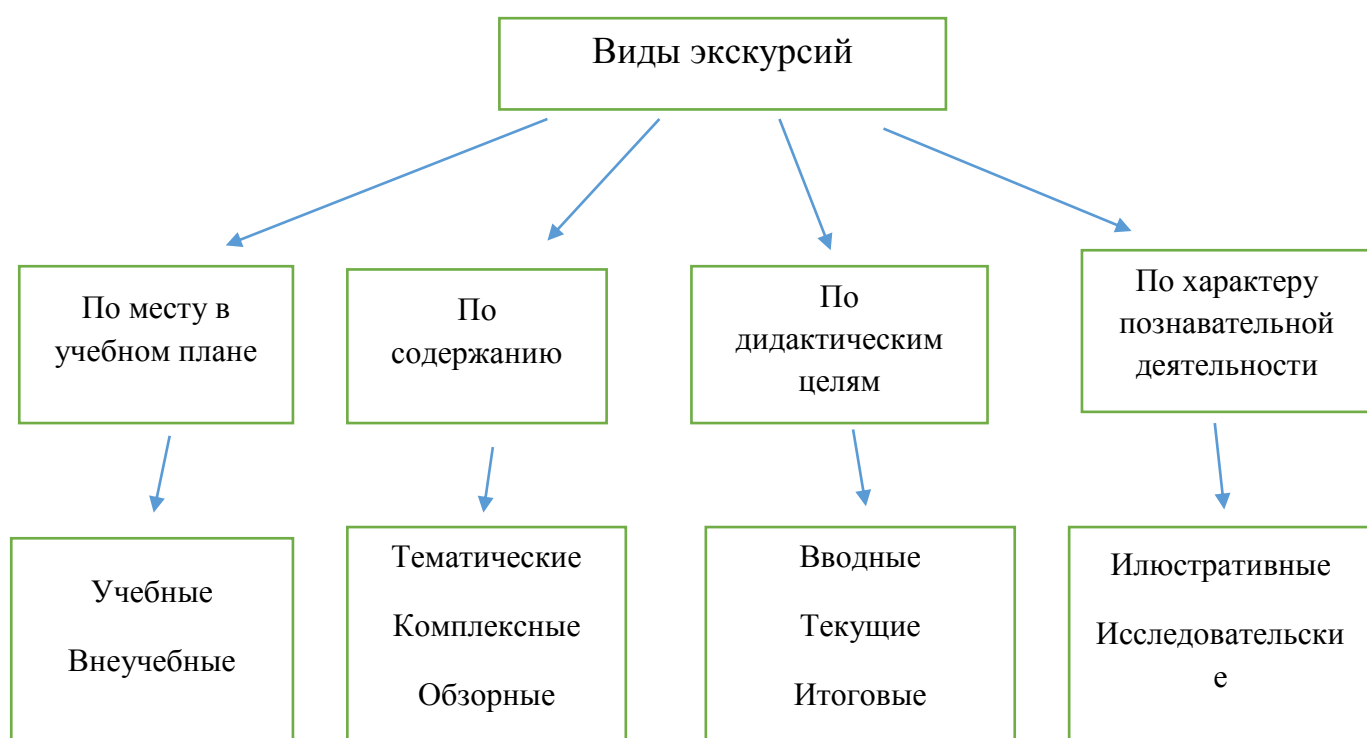 Виды экскурсий
По месту в
учебном плане
По
содержанию
По
дидактическим
целям
По характеру
познавательной
деятельности
Учебные
Внеучебные
Тематические
Комплексные
Обзорные
Вводные
Текущие
Итоговые
Илюстративные
Исследовательски
е